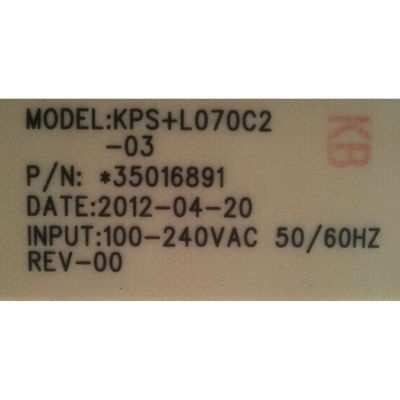 MODEL:KPS+L070C2
-03
P/N: *35016891
DATE:2012-04-20
INPUT:100-240VAC 50/60HZ
REV-00
KB